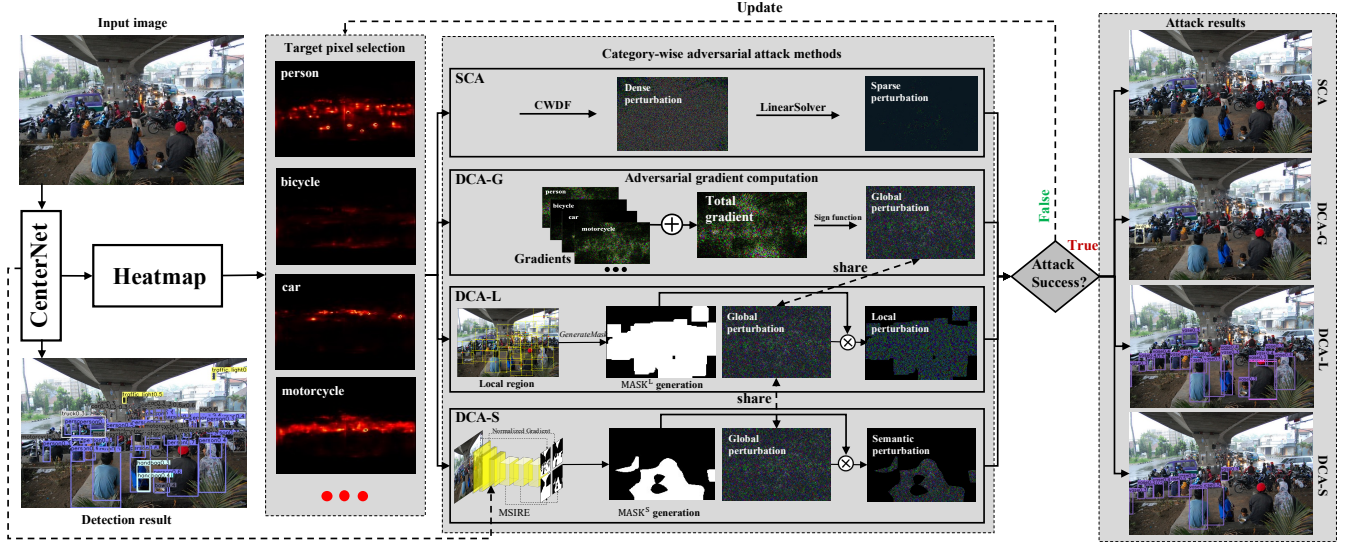 Input image
CenterNet
Heatmap
Detection result
traffic light0.5
Update
Target pixel selection
person
bicycle
car
motorcycle
Category-wise adversarial attack methods
SCA
CWDF
Dense
perturbation
LinearSolver
Sparse
perturbation
DCA-G
Adversarial gradient computation
person
bicycle
car
motorcycle
Gradients
Total
gradient
Sign function
Global
perturbation
share
DCA-L
Local region
GenerateMask
MASK^L generation
Global
perturbation
Local
perturbation
share
DCA-S
Normalized Gradient
MSIRE
MASK^S generation
Global
perturbation
Semantic
perturbation
False
True
Attack
Success?
Attack results
SCA
DCA-G
DCA-L
DCA-S